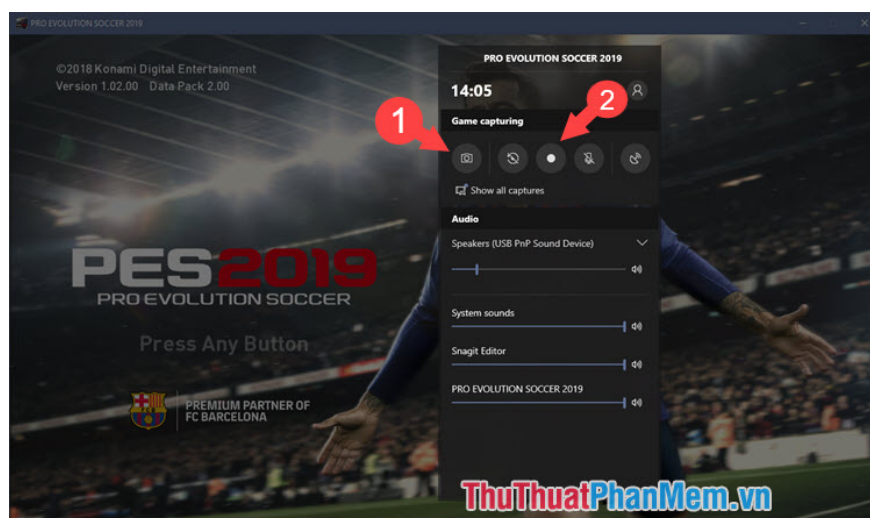 PRO EVOLUTION SOCCER 2019
©2018 Konami Digital Entertainment
Version 1.02.00 Data Pack 2.00
PES2019
PRO EVOLUTION SOCCER
Press Any Button
FCB
PREMIUM PARTNER OF
FC BARCELONA
PRO EVOLUTION SOCCER 2019
14:05
1
2
Game capturing
Show all captures
Audio
Speakers (USB PnP Sound Device)
System sounds
Snagit Editor
PRO EVOLUTION SOCCER 2019
ThuThuatPhanMem.vn